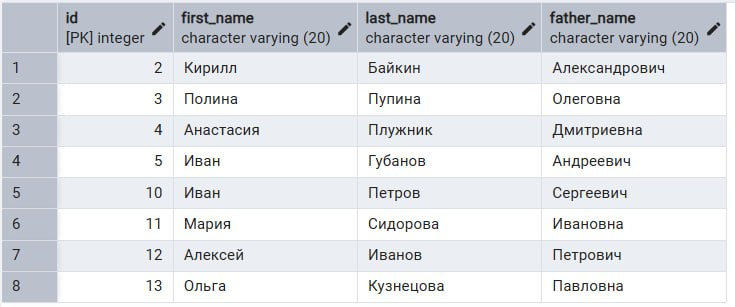 id first_name last_name father_name
[PK] integer character varying (20) character varying (20) character varying (20)
1 2 Кирилл Байкин Александрович
2 3 Полина Пупина Олеговна
3 4 Анастасия Плужник Дмитриевна
4 5 Иван Губанов Андреевич
5 10 Иван Петров Сергеевич
6 11 Мария Сидорова Ивановна
7 12 Алексей Иванов Петрович
8 13 Ольга Кузнецова Павловна